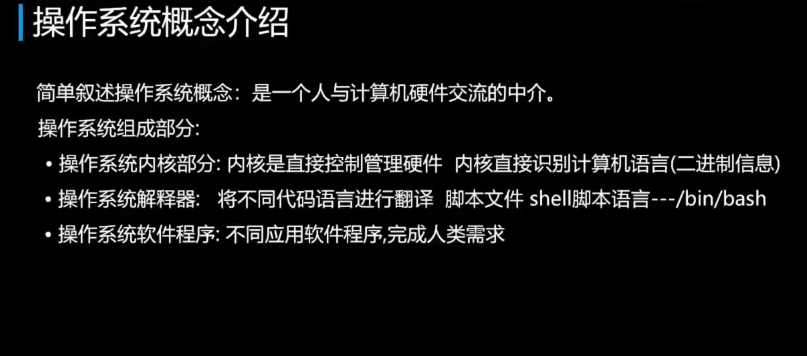 操作系统概念介绍
简单叙述操作系统概念：是一个人与计算机硬件交流的中介。
操作系统组成部分:
• 操作系统内核部分: 内核是直接控制管理硬件 内核直接识别计算机语言(二进制信息)
• 操作系统解释器: 将不同代码语言进行翻译 脚本文件 shell脚本语言---/bin/bash
• 操作系统软件程序: 不同应用软件程序,完成人类需求